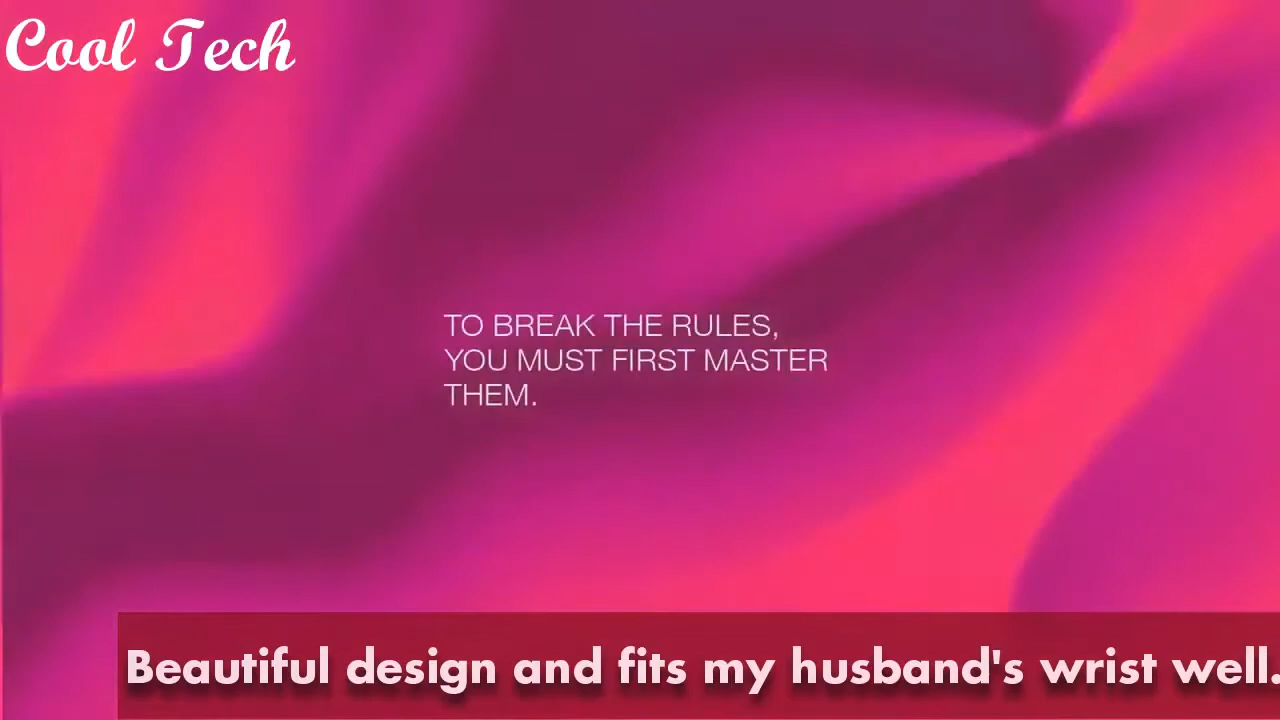 Cool Tech
TO BREAK THE RULES,
YOU MUST FIRST MASTER
THEM.
Beautiful design and fits my husband's wrist well.